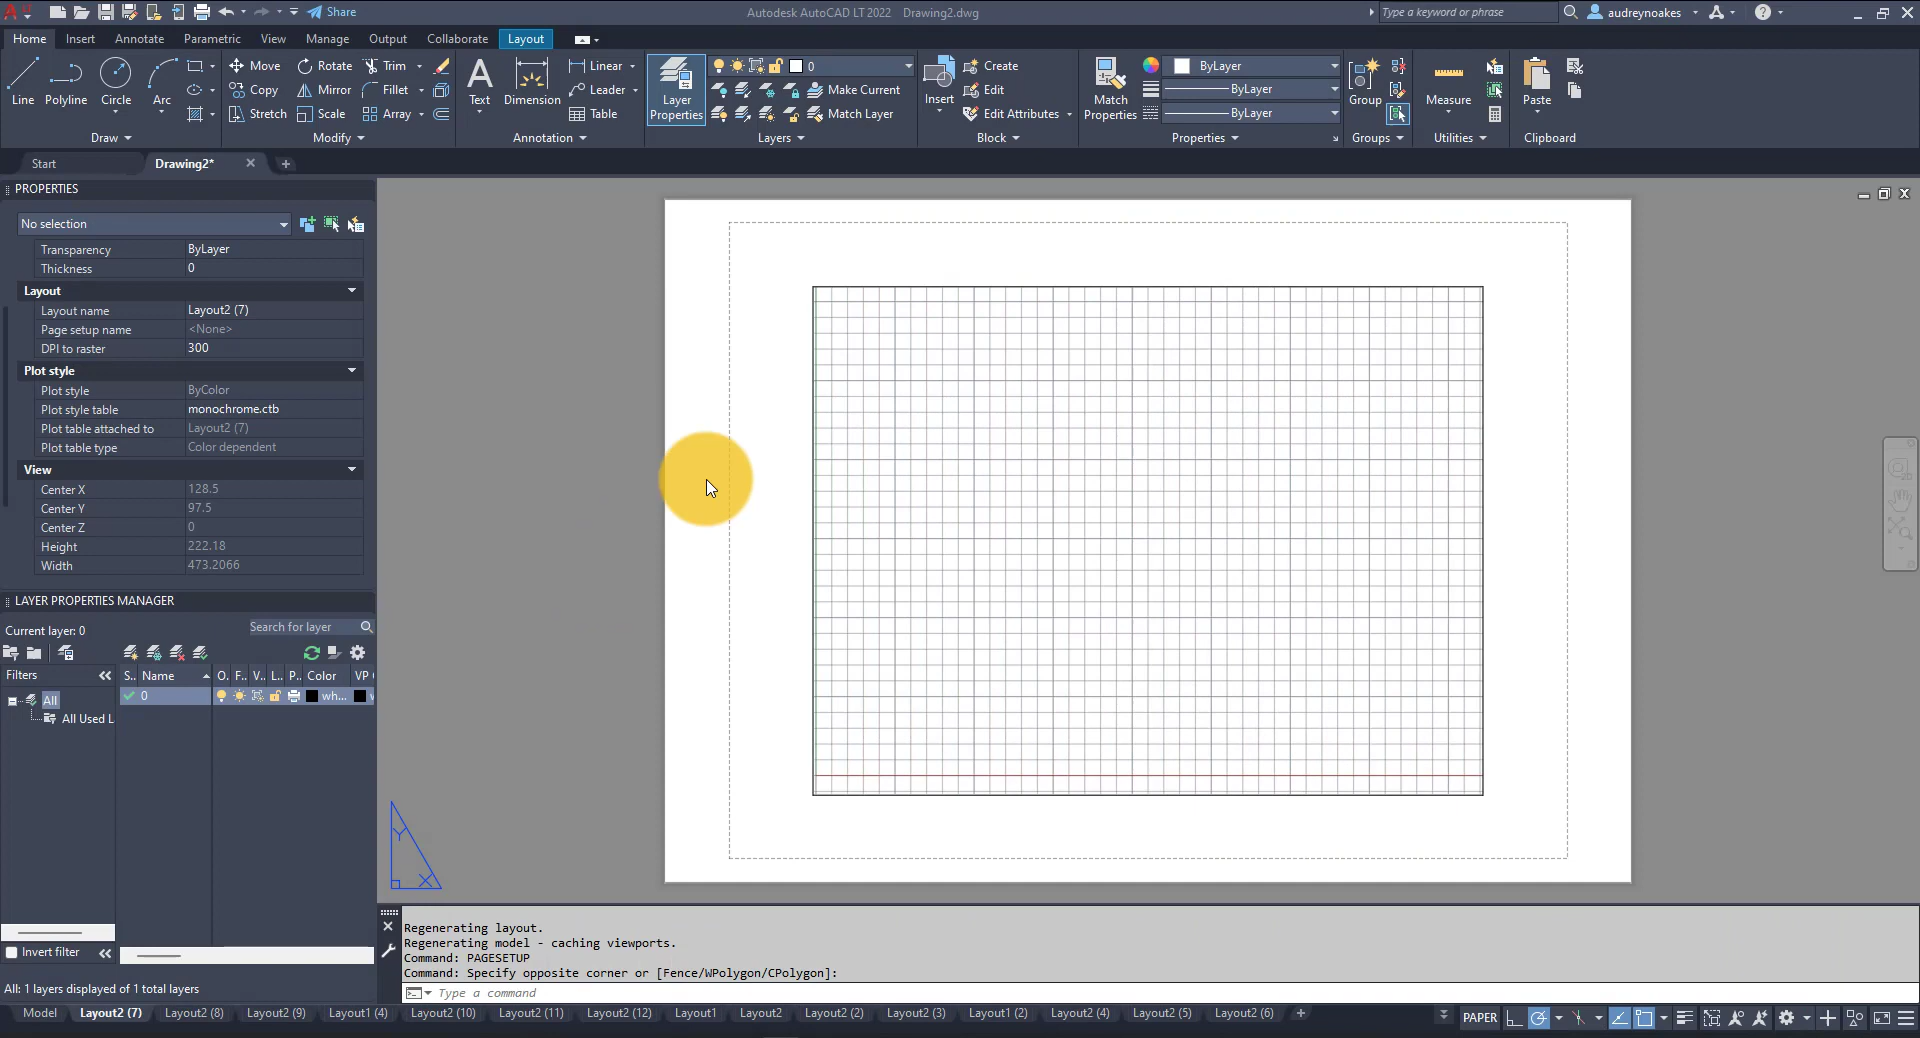 LT
Share
Autodesk AutoCAD LT 2022 Drawing2.dwg
Type a keyword or phrase
audreynoakes
Home Insert Annotate Parametric View Manage Output Collaborate Layout
Line Polyline Circle Arc
Move Rotate Trim
Copy Mirror Fillet
Stretch Scale Array
Text Dimension
Linear
Leader
Table
Layer Properties
0
Make Current
Match Layer
Insert
Create
Edit
Edit Attributes
Match Properties
ByLayer
ByLayer
ByLayer
Group
Measure
Paste
Draw Modify Annotation Layers Block Properties Groups Utilities Clipboard
Start Drawing2*
PROPERTIES
No selection
Transparency ByLayer
Thickness 0
Layout
Layout name Layout2 (7)
Page setup name <None>
DPI to raster 300
Plot style
Plot style ByColor
Plot style table monochrome.ctb
Plot table attached to Layout2 (7)
Plot table type Color dependent
View
Center X 128.5
Center Y 97.5
Center Z 0
Height 222.18
Width 473.2066
LAYER PROPERTIES MANAGER
Current layer: 0
Search for layer
Filters
S.. Name O. F.. V.. L.. P.. Color VP
All
0 wh...
All Used L
Invert filter
All: 1 layers displayed of 1 total layers
Y
X
Regenerating layout.
Regenerating model - caching viewports.
Command: PAGESETUP
Command: Specify opposite corner or [Fence/WPolygon/CPolygon]:
Type a command
Model Layout2 (7) Layout2 (8) Layout2 (9) Layout1 (4) Layout2 (10) Layout2 (11) Layout2 (12) Layout1 Layout2 Layout2 (2) Layout2 (3) Layout1 (2) Layout2 (4) Layout2 (5) Layout2 (6)
PAPER